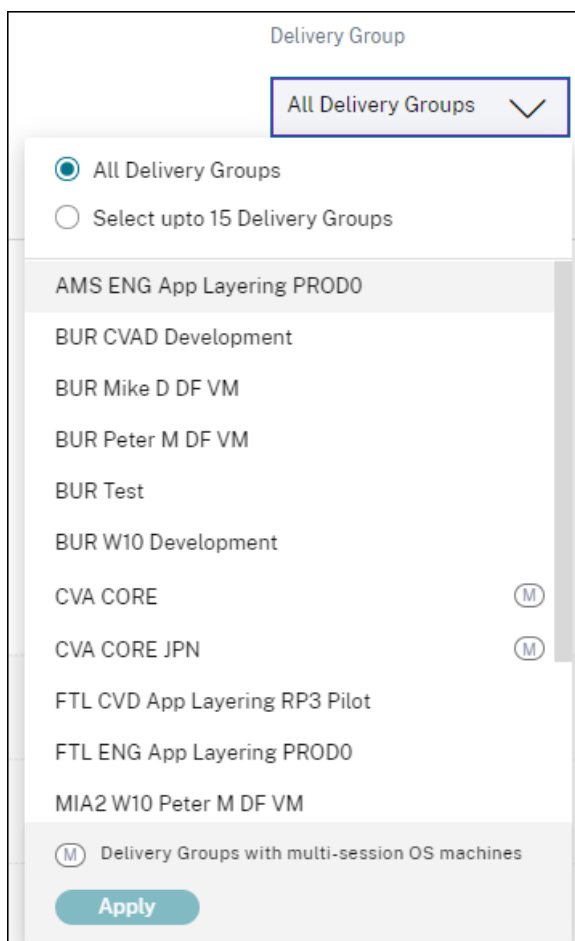 Delivery Group
All Delivery Groups
All Delivery Groups
Select upto 15 Delivery Groups
AMS ENG App Layering PROD0
BUR CVAD Development
BUR Mike D DF VM
BUR Peter M DF VM
BUR Test
BUR W10 Development
CVA CORE M
CVA CORE JPN M
FTL CVD App Layering RP3 Pilot
FTL ENG App Layering PROD0
MIA2 W10 Peter M DF VM
M Delivery Groups with multi-session OS machines
Apply